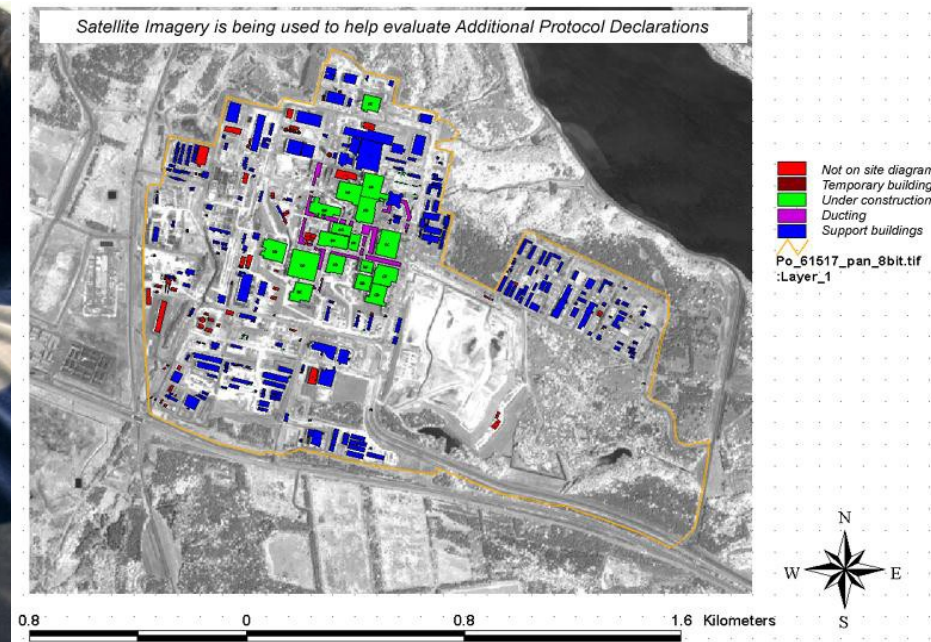 Satellite Imagery is being used to help evaluate Additional Protocol Declarations
Not on site diagram
Temporary building
Under construction
Ducting
Support buildings
Po_61517_pan_8bit.tif
:Layer_1
N
W E
S
0.8 0 0.8 1.6 Kilometers